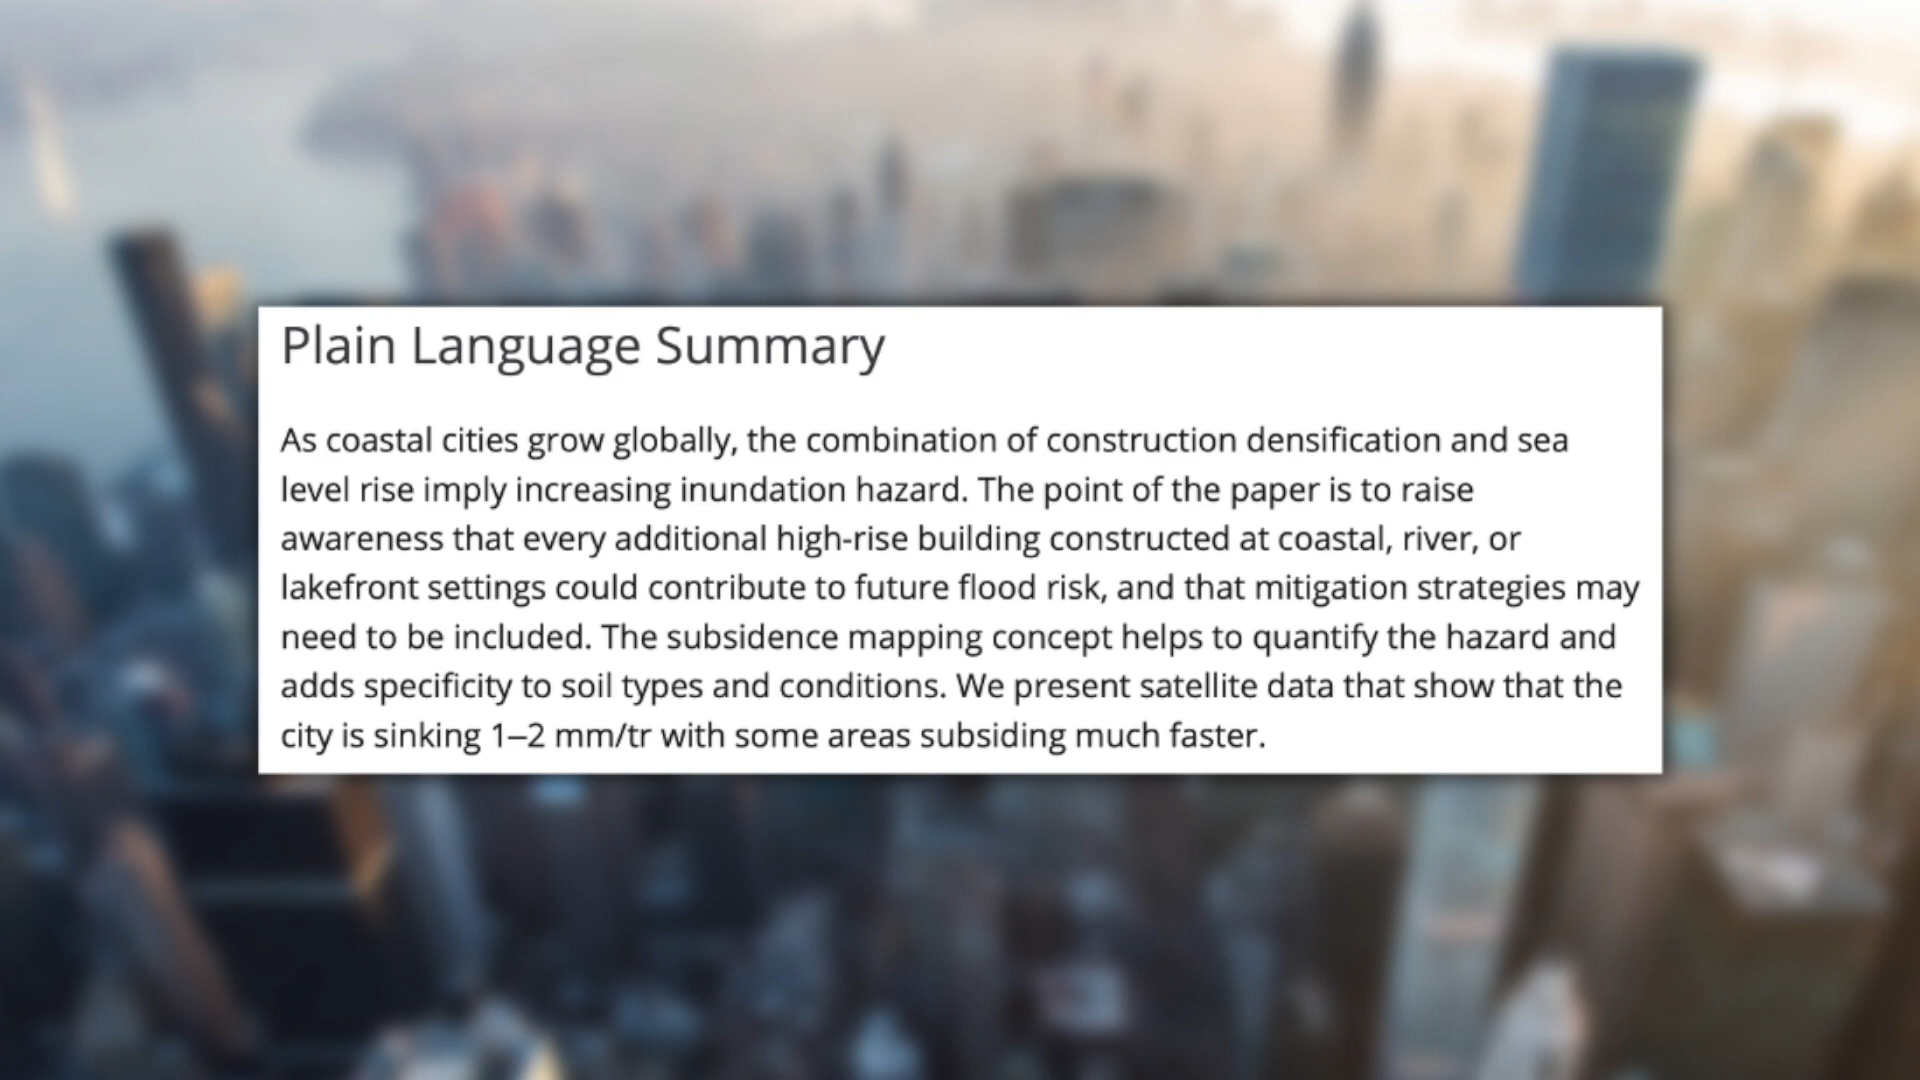 Plain Language Summary
As coastal cities grow globally, the combination of construction densification and sea
level rise imply increasing inundation hazard. The point of the paper is to raise
awareness that every additional high-rise building constructed at coastal, river, or
lakefront settings could contribute to future flood risk, and that mitigation strategies may
need to be included. The subsidence mapping concept helps to quantify the hazard and
adds specificity to soil types and conditions. We present satellite data that show that the
city is sinking 1–2 mm/tr with some areas subsiding much faster.